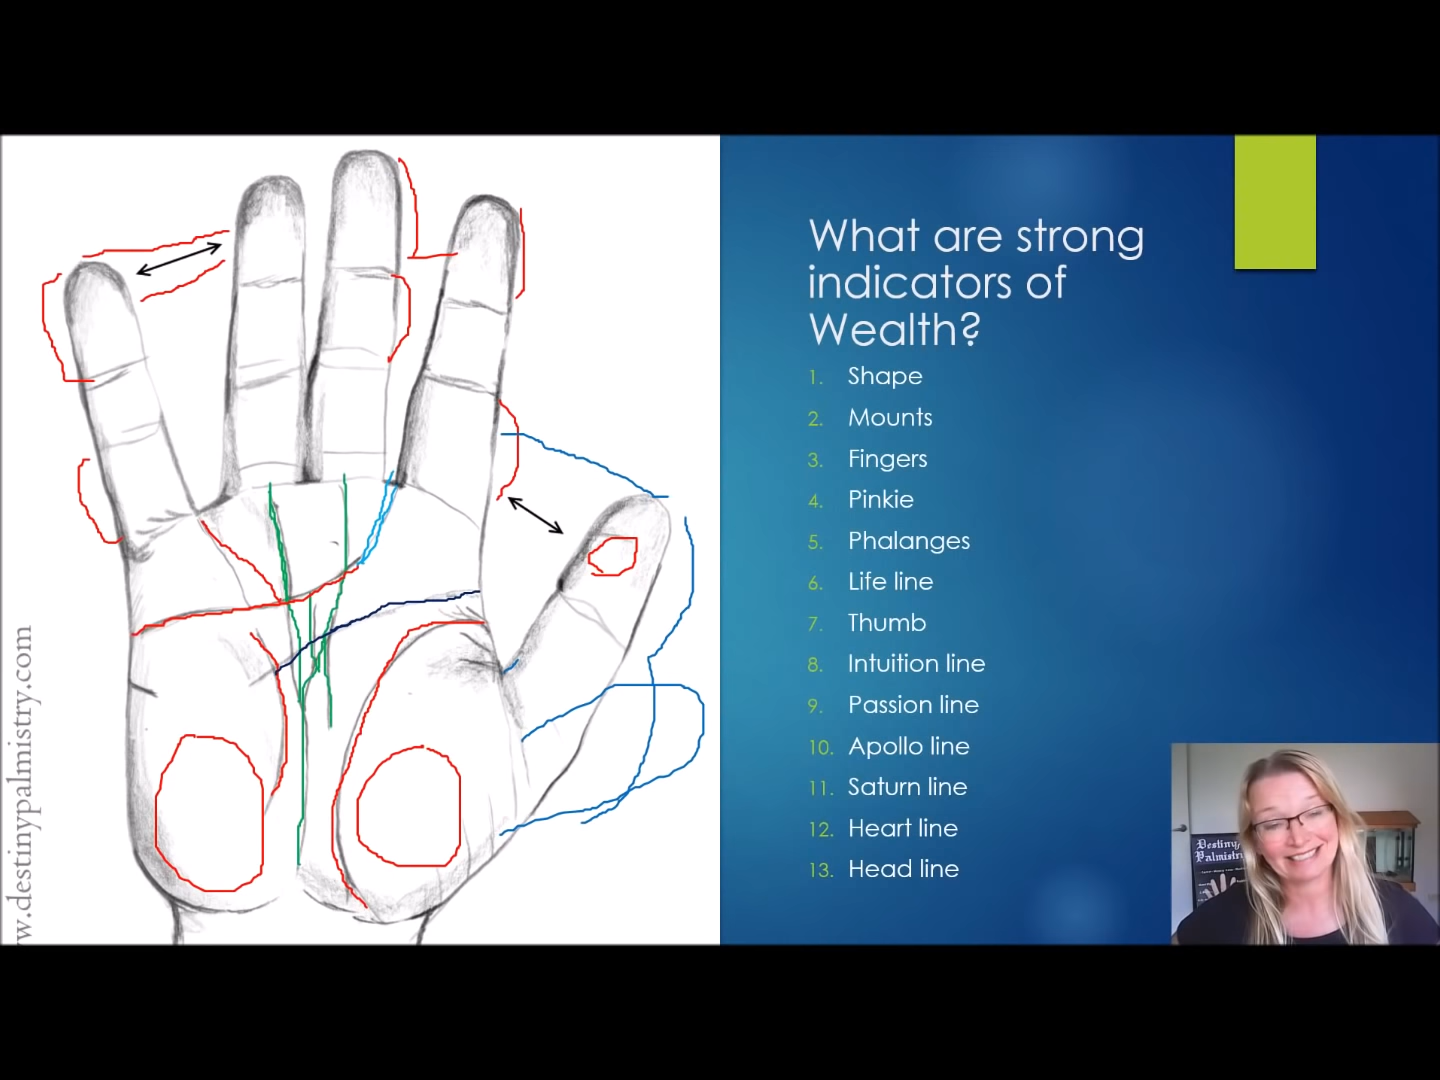 What are strong
indicators of
Wealth?
1. Shape
2. Mounts
3. Fingers
4. Pinkie
5. Phalanges
6. Life line
7. Thumb
8. Intuition line
9. Passion line
10. Apollo line
11. Saturn line
12. Heart line
13. Head line
w.destinypalmistry.com
Destiny
Palmistry